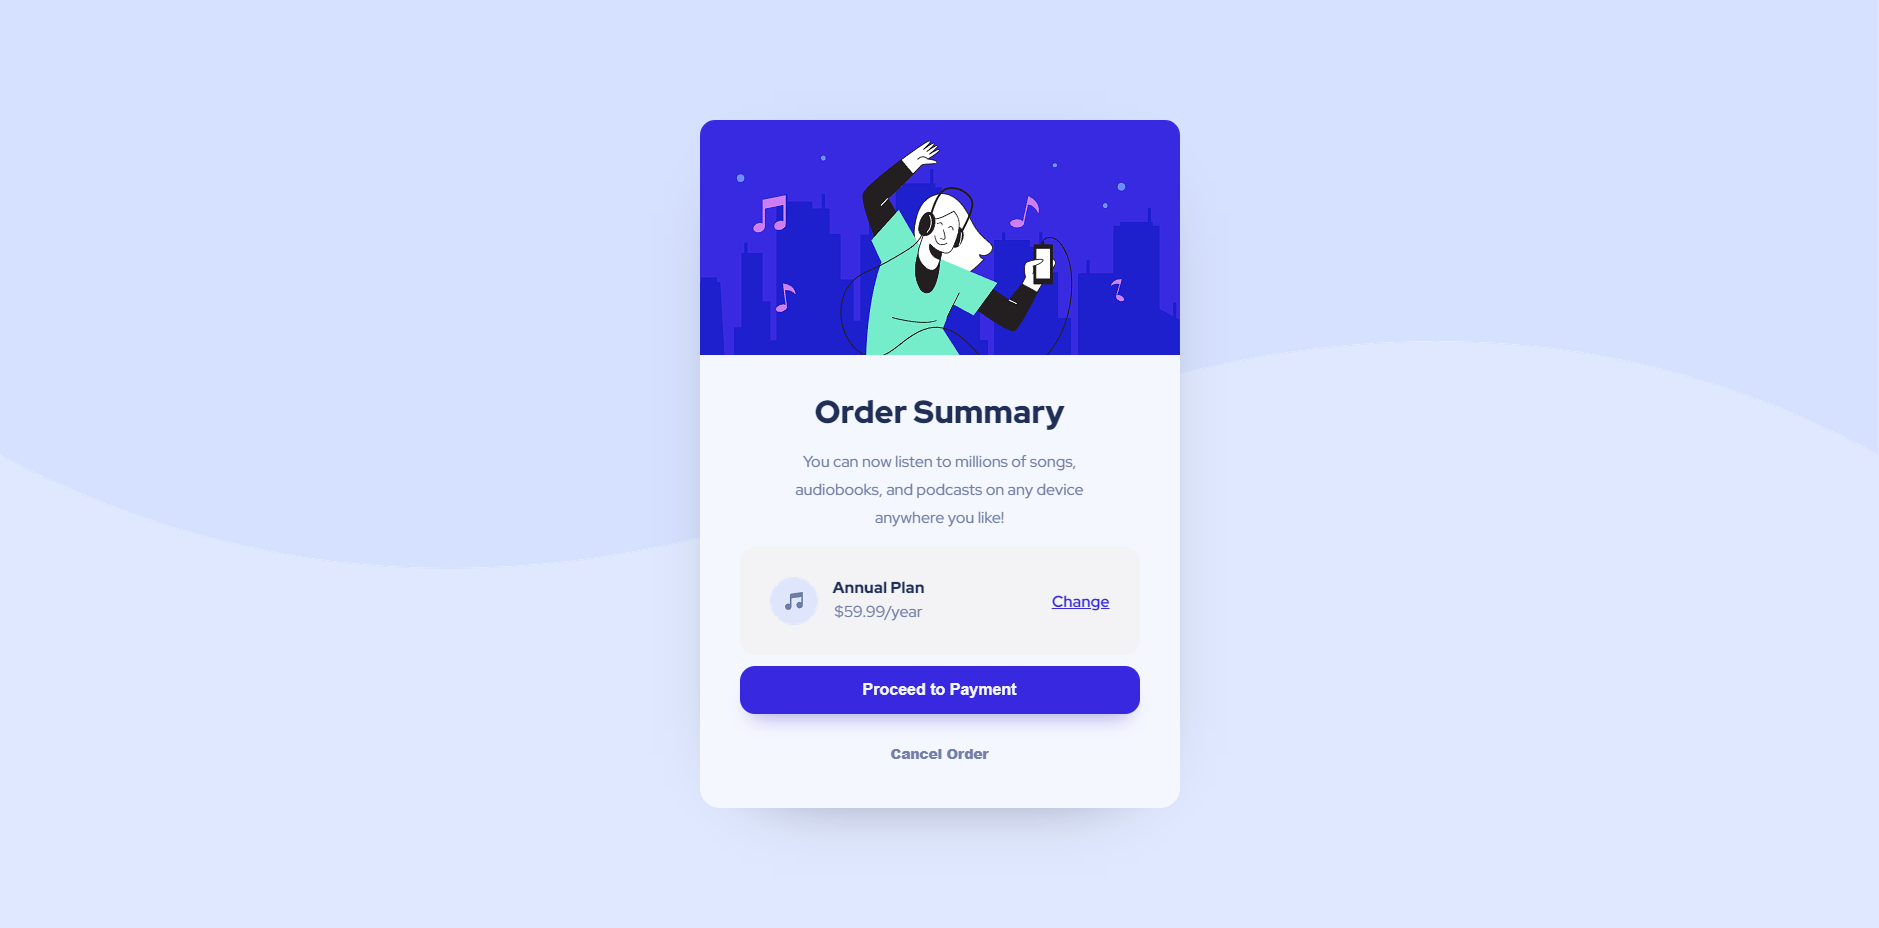 Order Summary
You can now listen to millions of songs,
audiobooks, and podcasts on any device
anywhere you like!
Annual Plan
$59.99/year
Change
Proceed to Payment
Cancel Order